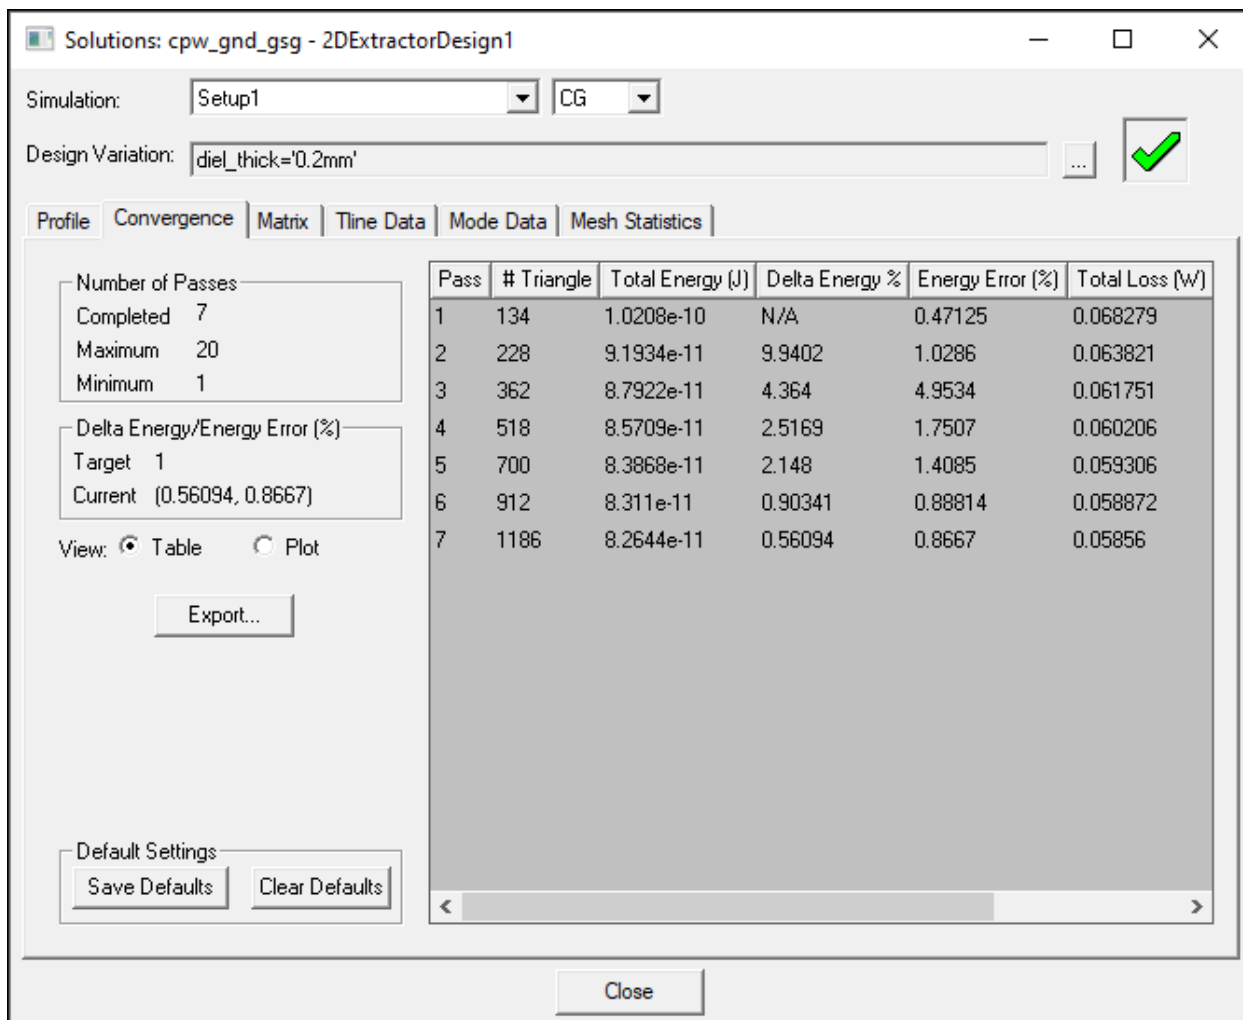 Solutions: cpw_gnd_gsg - 2DExtractorDesign1
Simulation: Setup1 CG
Design Variation: diel_thick='0.2mm' ...
Profile Convergence Matrix Tline Data Mode Data Mesh Statistics
Number of Passes
Completed 7
Maximum 20
Minimum 1
Delta Energy/Energy Error (%)
Target 1
Current (0.56094, 0.8667)
View: Table Plot
Export...
Default Settings
Save Defaults Clear Defaults
Pass # Triangle Total Energy (J) Delta Energy % Energy Error (%) Total Loss (W)
1 134 1.0208e-10 N/A 0.47125 0.068279
2 228 9.1934e-11 9.9402 1.0286 0.063821
3 362 8.7922e-11 4.364 4.9534 0.061751
4 518 8.5709e-11 2.5169 1.7507 0.060206
5 700 8.3868e-11 2.148 1.4085 0.059306
6 912 8.311e-11 0.90341 0.88814 0.058872
7 1186 8.2644e-11 0.56094 0.8667 0.05856
Close